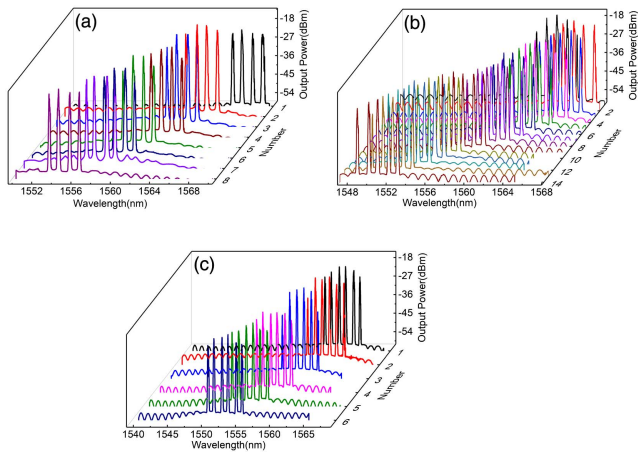 (a)
-18
-27
-36
-45
-54
Output Power(dBm)
1
2
3
4
5
6
7
8
Number
1552 1556 1560 1564 1568
Wavelength(nm)
(b)
-18
-27
-36
-45
-54
Output Power(dBm)
2
4
6
8
10
12
14
Number
1548 1552 1556 1560 1564 1568
Wavelength(nm)
(c)
-18
-27
-36
-45
-54
Output Power(dBm)
1
2
3
4
5
6
Number
1540 1545 1550 1555 1560 1565
Wavelength(nm)